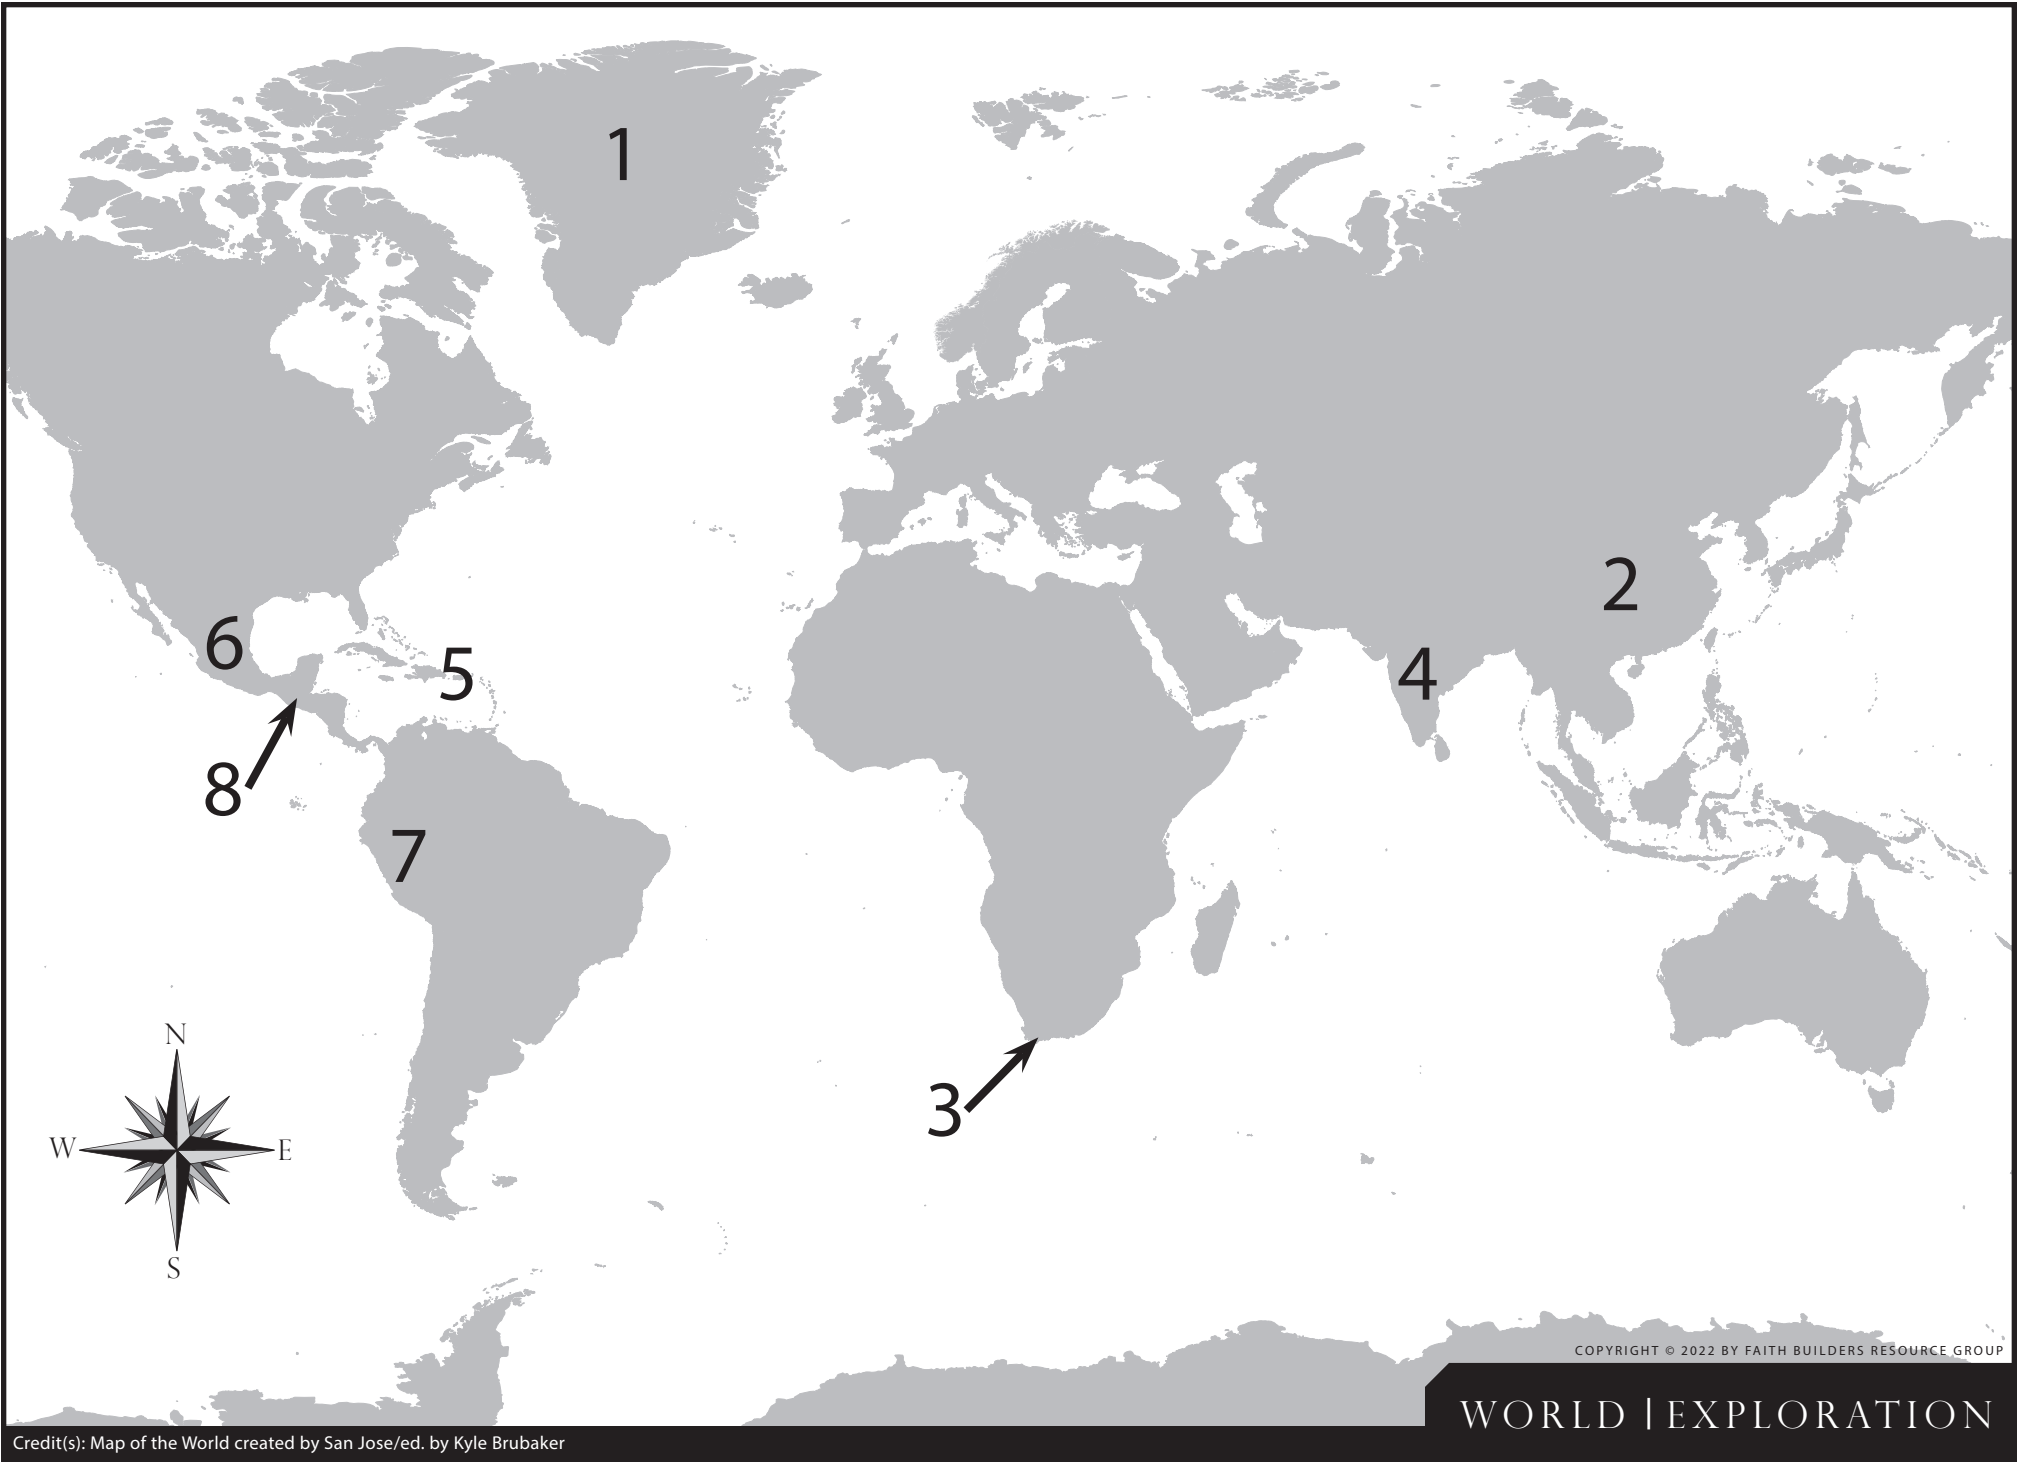 1
2
6
5
4
8
7
3
N
W
E
S
COPYRIGHT © 2022 BY FAITH BUILDERS RESOURCE GROUP
WORLD | EXPLORATION
Credit(s): Map of the World created by San Jose/ed. by Kyle Brubaker